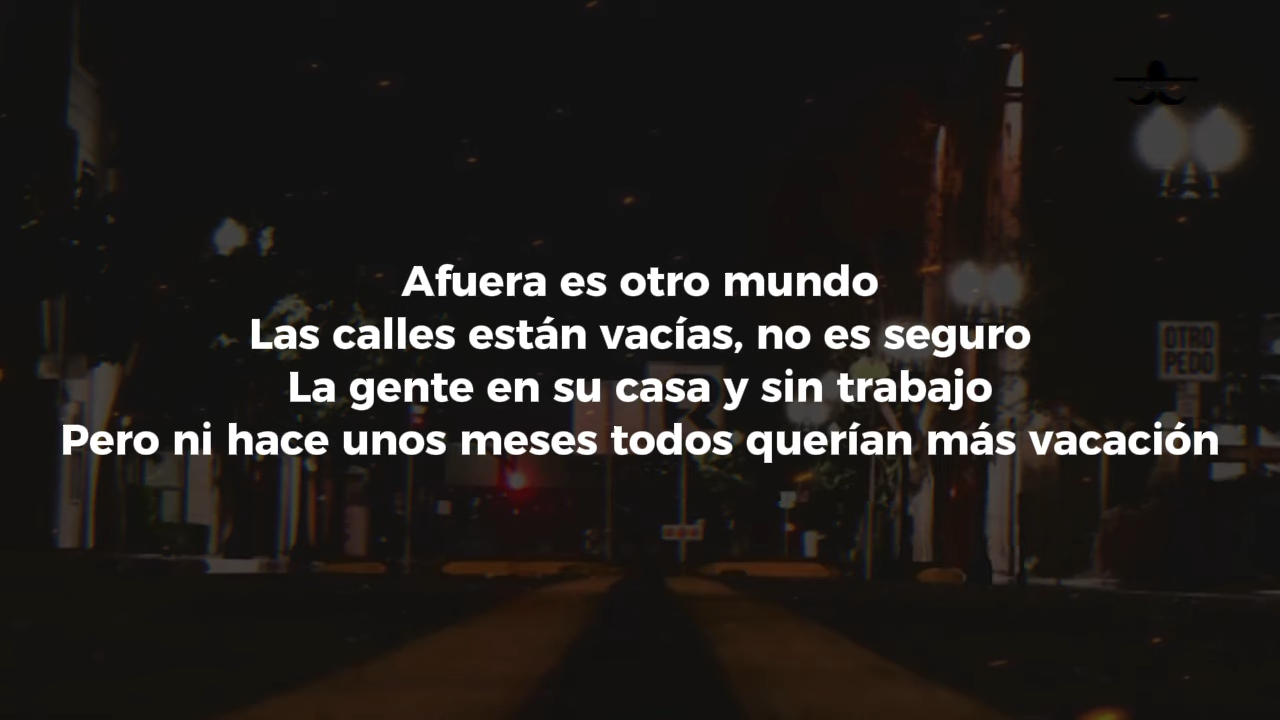 Afuera es otro mundo
Las calles están vacías, no es seguro
La gente en su casa y sin trabajo
Pero ni hace unos meses todos querían más vacación
OTRO
PEDO